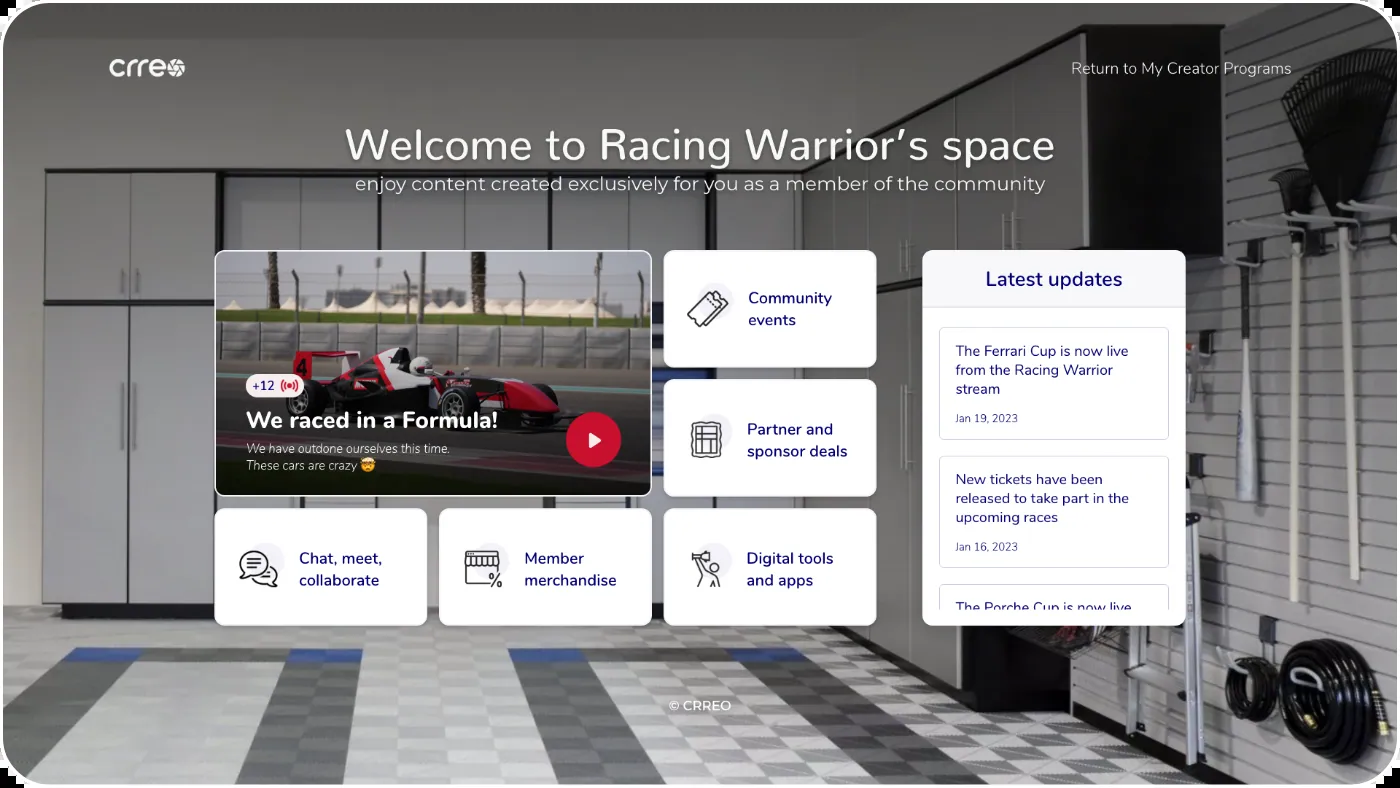 crreo
Return to My Creator Programs
Welcome to Racing Warrior's space
enjoy content created exclusively for you as a member of the community
4
+12
We raced in a Formula!
We have outdone ourselves this time.
These cars are crazy 🤯
Community
events
Partner and
sponsor deals
Chat, meet,
collaborate
Member
merchandise
Digital tools
and apps
Latest updates
The Ferrari Cup is now live
from the Racing Warrior
stream
Jan 19, 2023
New tickets have been
released to take part in the
upcoming races
Jan 16, 2023
The Porche Cup is now live
© CRREO